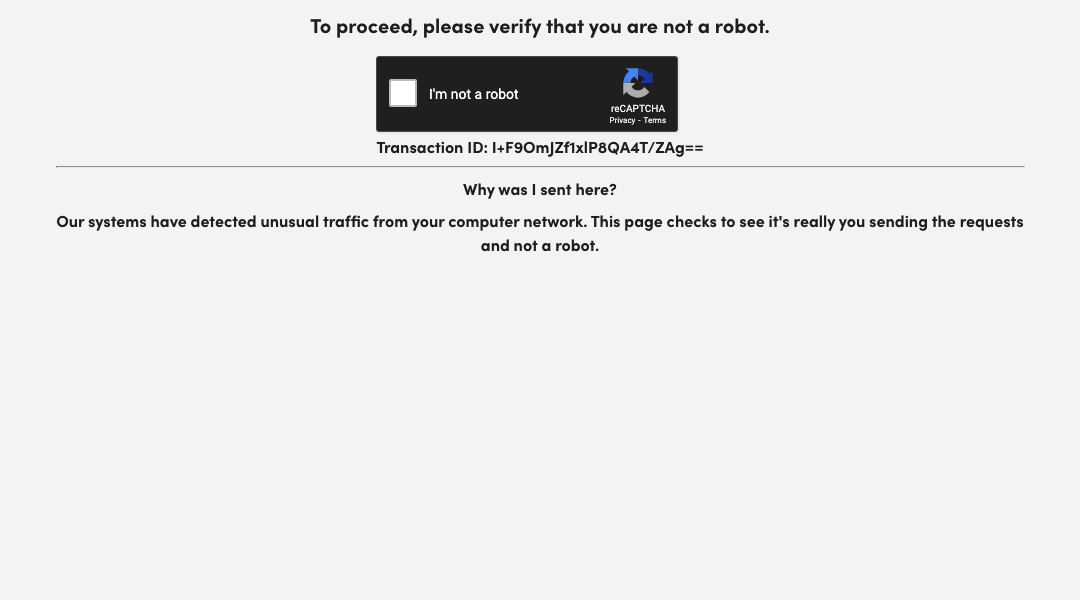 To proceed, please verify that you are not a robot.
I'm not a robot
reCAPTCHA
Privacy - Terms
Transaction ID: I+F9OmJZf1xlP8QA4T/ZAg==
Why was I sent here?
Our systems have detected unusual traffic from your computer network. This page checks to see it's really you sending the requests
and not a robot.